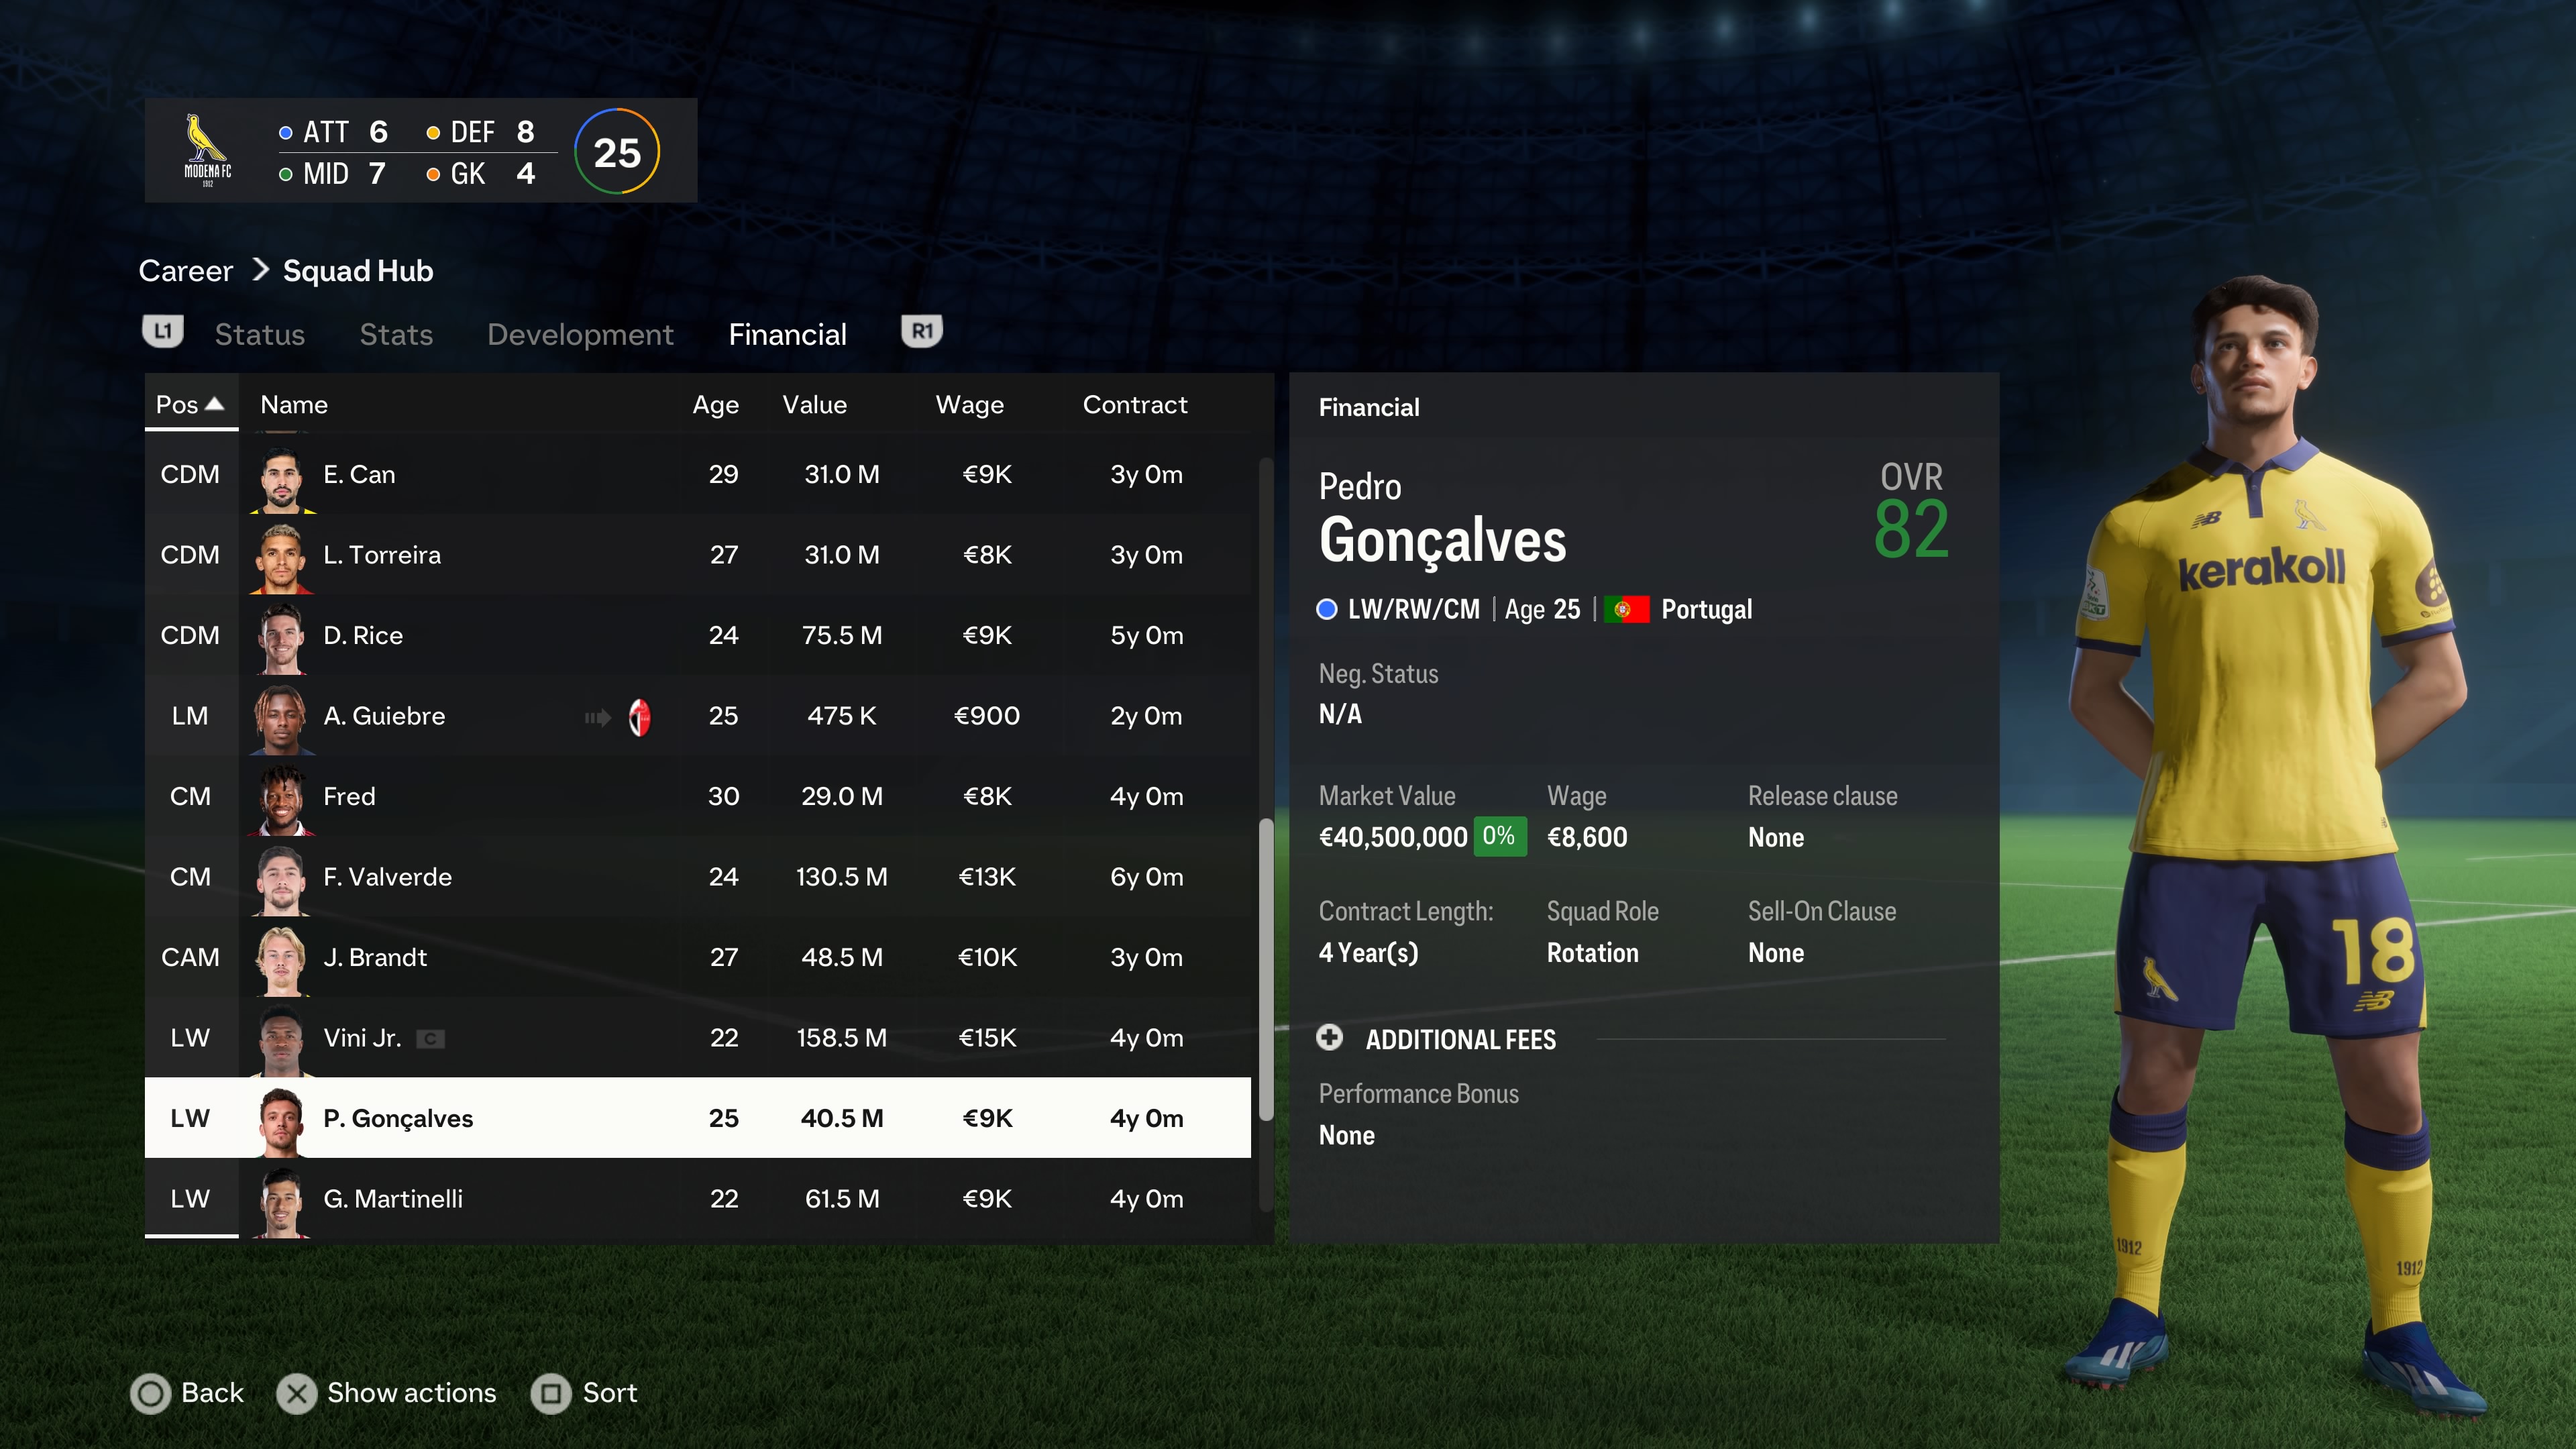 MODENA FC
1912
ATT 6 DEF 8
MID 7 GK 4
25
Career > Squad Hub
L1 Status Stats Development Financial R1
Pos Name Age Value Wage Contract
CDM E. Can 29 31.0 M €9K 3y 0m
CDM L. Torreira 27 31.0 M €8K 3y 0m
CDM D. Rice 24 75.5 M €9K 5y 0m
LM A. Guiebre 25 475 K €900 2y 0m
CM Fred 30 29.0 M €8K 4y 0m
CM F. Valverde 24 130.5 M €13K 6y 0m
CAM J. Brandt 27 48.5 M €10K 3y 0m
LW Vini Jr. C 22 158.5 M €15K 4y 0m
LW P. Gonçalves 25 40.5 M €9K 4y 0m
LW G. Martinelli 22 61.5 M €9K 4y 0m
Financial
Pedro
Gonçalves
OVR
82
LW/RW/CM | Age 25 | Portugal
Neg. Status
N/A
Market Value Wage Release clause
€40,500,000 0% €8,600 None
Contract Length: Squad Role Sell-On Clause
4 Year(s) Rotation None
ADDITIONAL FEES
Performance Bonus
None
NB
kerakoll
18
NB
1912
1912
Back Show actions Sort